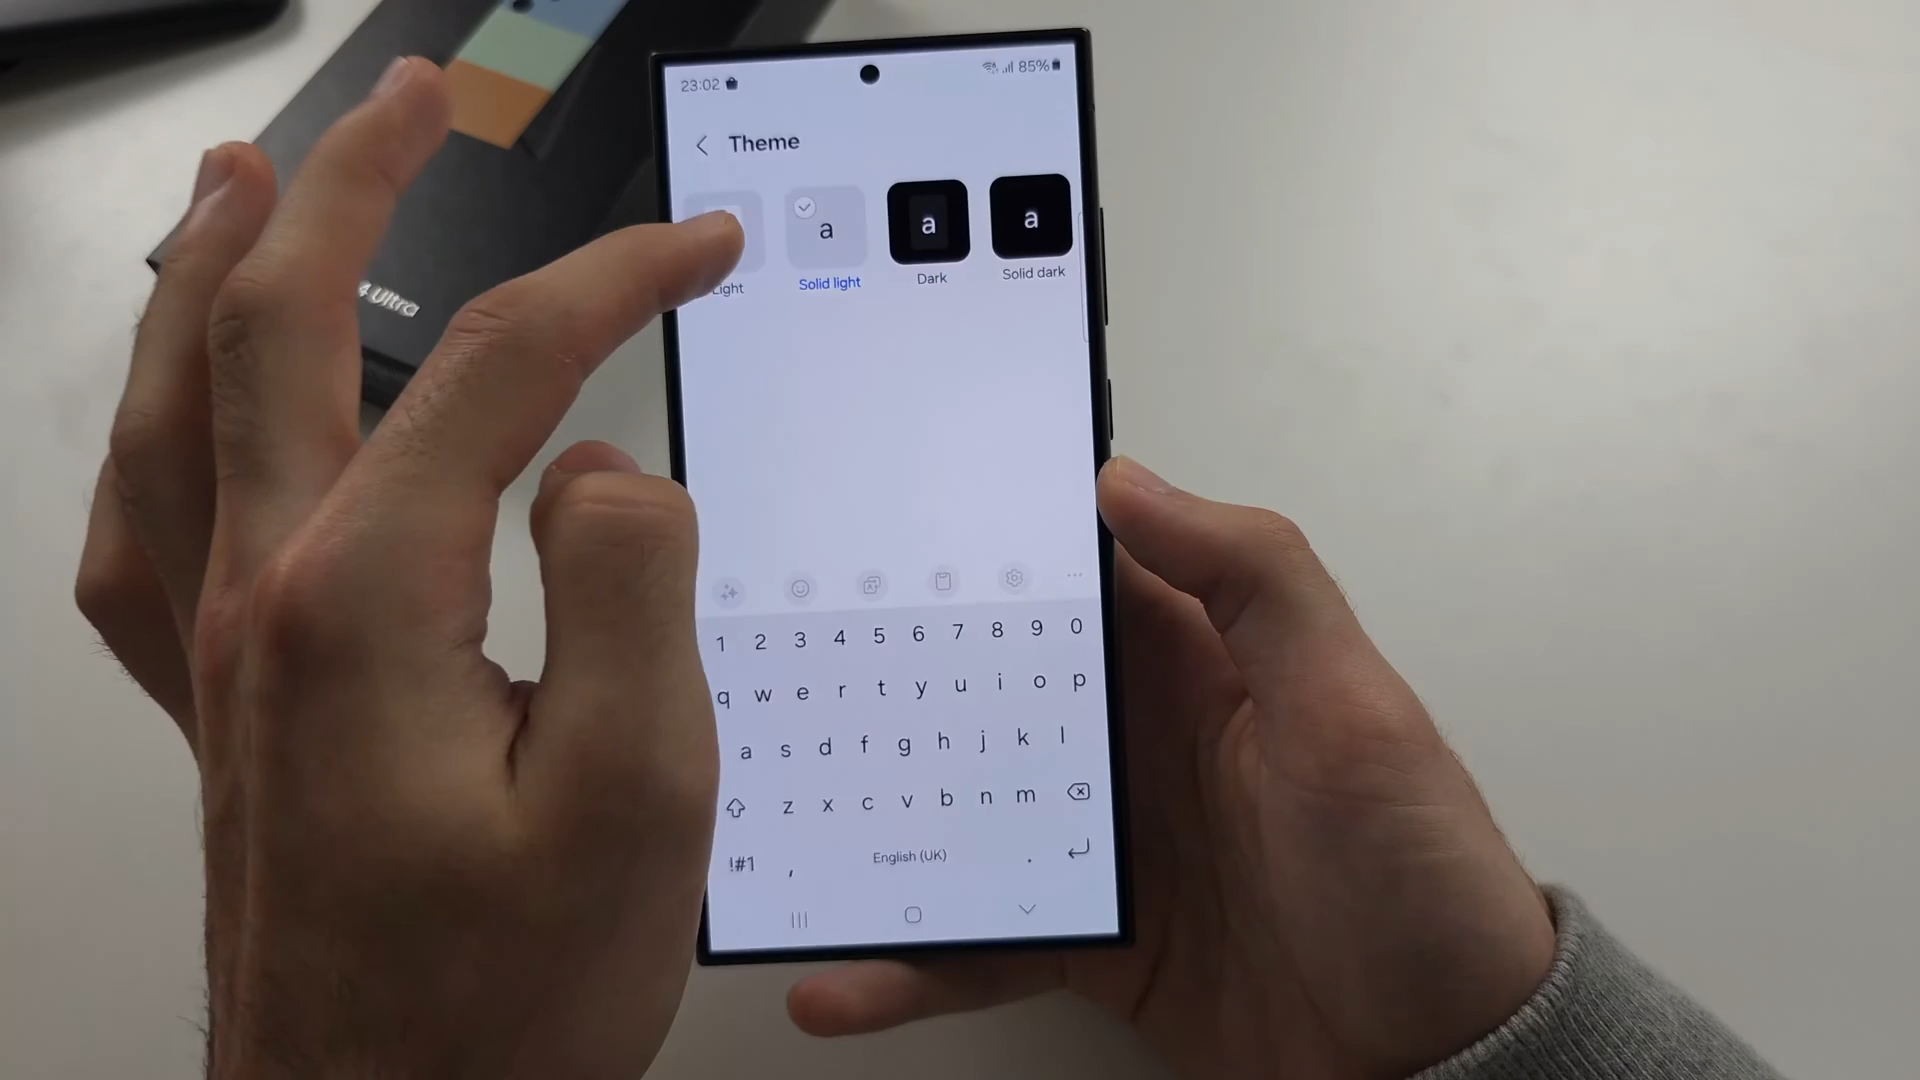 23:02 85%
Theme
a a a
Light Solid light Dark Solid dark
4 Ultra
1 2 3 4 5 6 7 8 9 0
q w e r t y u i o p
a s d f g h j k l
z x c v b n m
!#1 , English (UK) .